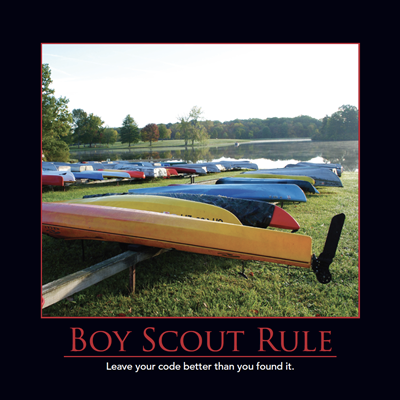 BOY SCOUT RULE
Leave your code better than you found it.